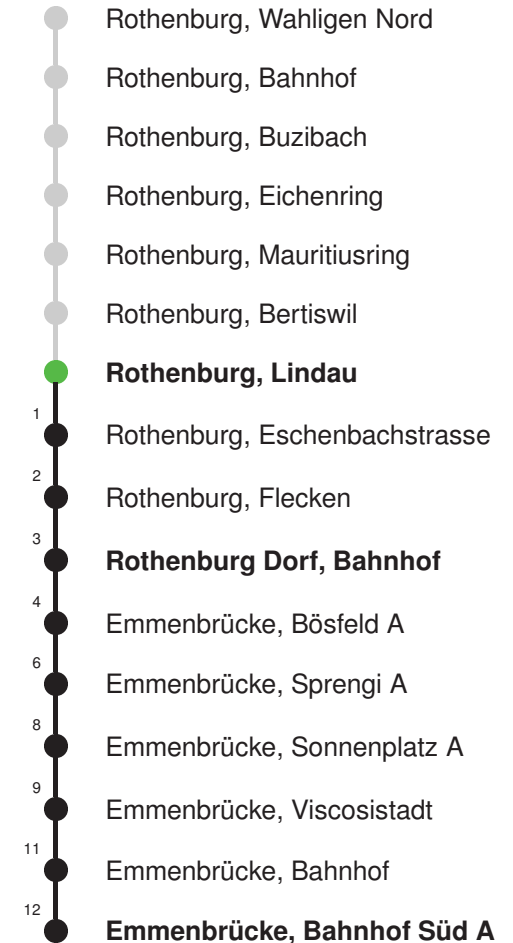 Rothenburg, Wahligen Nord
Rothenburg, Bahnhof
Rothenburg, Buzibach
Rothenburg, Eichenring
Rothenburg, Mauritiusring
Rothenburg, Bertiswil
Rothenburg, Lindau
1 Rothenburg, Eschenbachstrasse
2 Rothenburg, Flecken
3 Rothenburg Dorf, Bahnhof
4 Emmenbrücke, Bösfeld A
6 Emmenbrücke, Sprengi A
8 Emmenbrücke, Sonnenplatz A
9 Emmenbrücke, Viscosistadt
11 Emmenbrücke, Bahnhof
12 Emmenbrücke, Bahnhof Süd A